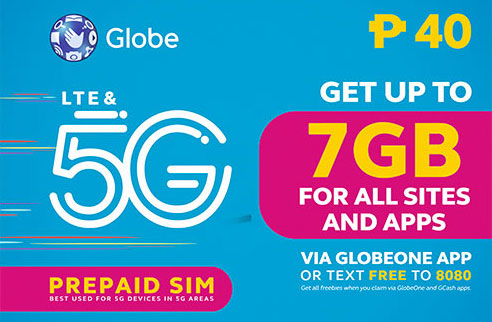 Globe
₱ 40
LTE &
5G
GET UP TO
7GB
FOR ALL SITES
AND APPS
VIA GLOBEONE APP
OR TEXT FREE TO 8080
Get all freebies when you claim via GlobeOne and GCash apps.
PREPAID SIM
BEST USED FOR 5G DEVICES IN 5G AREAS